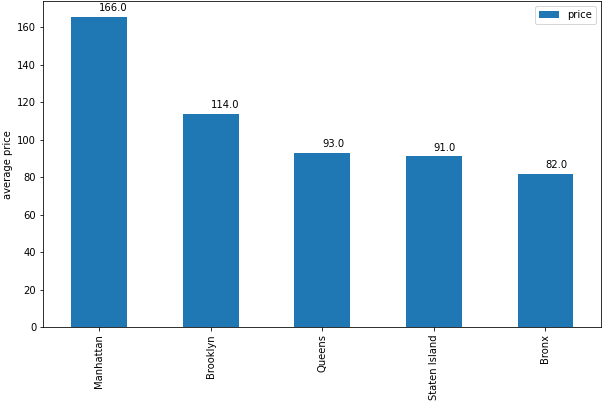 price
166.0
114.0
93.0
91.0
82.0
160
140
120
100
80
60
40
20
0
average price
Manhattan
Brooklyn
Queens
Staten Island
Bronx